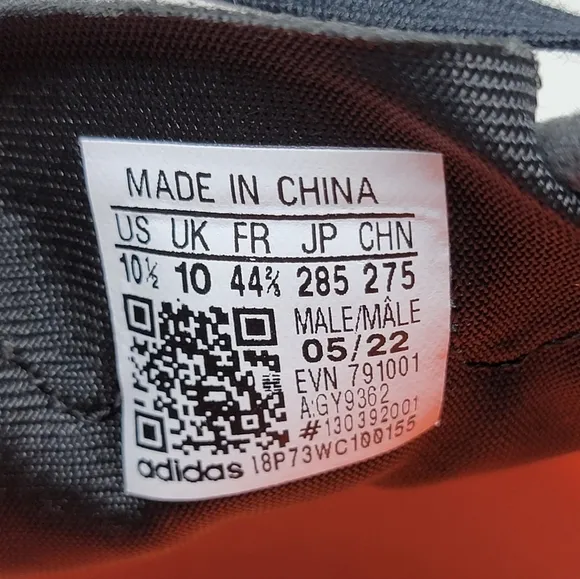 MADE IN CHINA
US UK FR JP CHN
10½ 10 44⅔ 285 275
MALE/MÂLE
05/22
EVN 791001
A:GY9362
#130392001
adidas 18P73WC100155